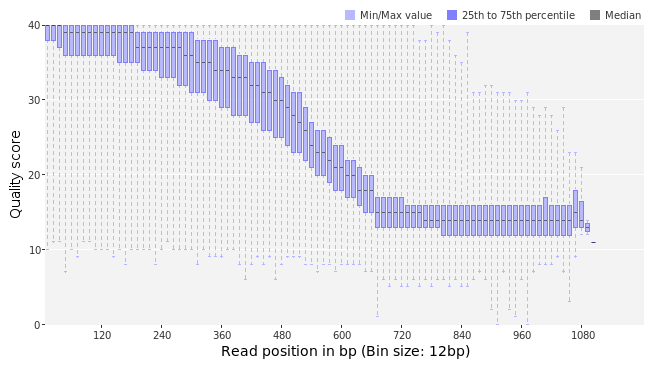 Min/Max value 25th to 75th percentile Median
Quality score
40
30
20
10
0
120 240 360 480 600 720 840 960 1080
Read position in bp (Bin size: 12bp)